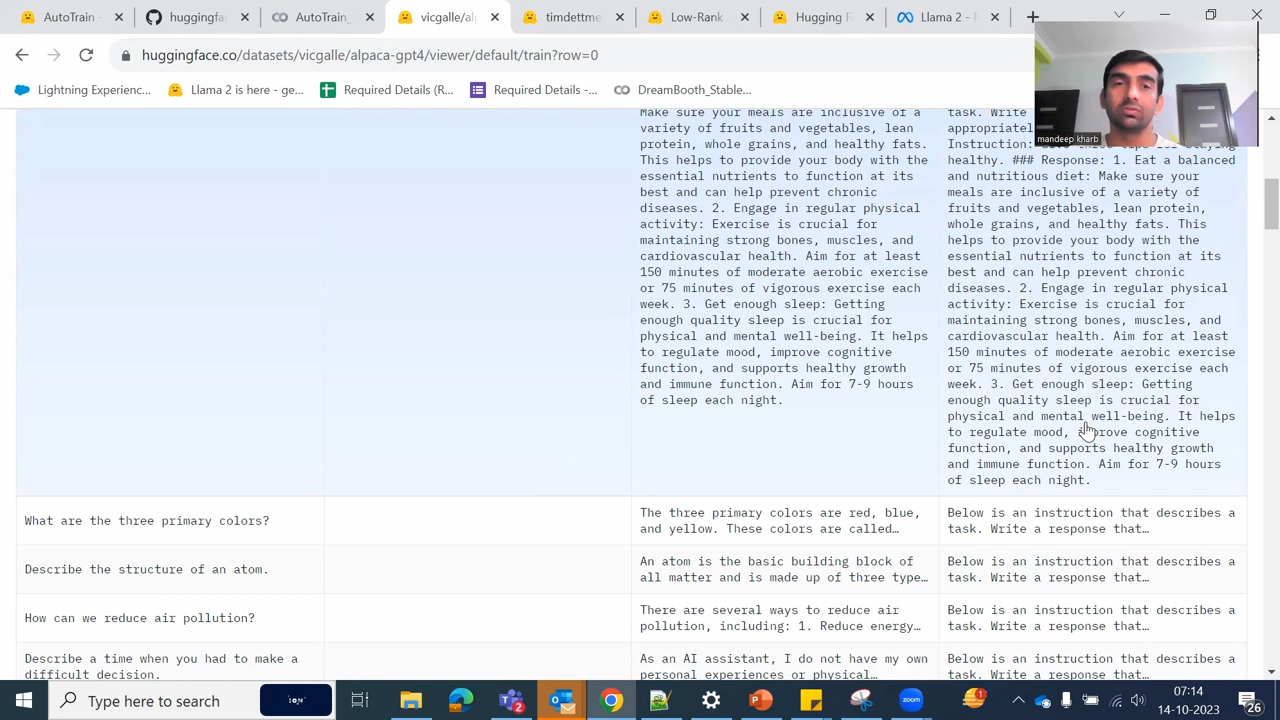 AutoTrain -
huggingfac
AutoTrain_
vicgalle/alp
timdettme
Low-Rank
Hugging F
Llama 2 - M
huggingface.co/datasets/vicgalle/alpaca-gpt4/viewer/default/train?row=0
Lightning Experienc...
Llama 2 is here - ge...
Required Details (R...
Required Details -...
DreamBooth_Stable...
mandeep kharb
Make sure your meals are inclusive of a
variety of fruits and vegetables, lean
protein, whole grains, and healthy fats.
This helps to provide your body with the
essential nutrients to function at its
best and can help prevent chronic
diseases. 2. Engage in regular physical
activity: Exercise is crucial for
maintaining strong bones, muscles, and
cardiovascular health. Aim for at least
150 minutes of moderate aerobic exercise
or 75 minutes of vigorous exercise each
week. 3. Get enough sleep: Getting
enough quality sleep is crucial for
physical and mental well-being. It helps
to regulate mood, improve cognitive
function, and supports healthy growth
and immune function. Aim for 7-9 hours
of sleep each night.
task. Write
appropriatel
Instruction:
healthy. ### Response: 1. Eat a balanced
and nutritious diet: Make sure your
meals are inclusive of a variety of
fruits and vegetables, lean protein,
whole grains, and healthy fats. This
helps to provide your body with the
essential nutrients to function at its
best and can help prevent chronic
diseases. 2. Engage in regular physical
activity: Exercise is crucial for
maintaining strong bones, muscles, and
cardiovascular health. Aim for at least
150 minutes of moderate aerobic exercise
or 75 minutes of vigorous exercise each
week. 3. Get enough sleep: Getting
enough quality sleep is crucial for
physical and mental well-being. It helps
to regulate mood, improve cognitive
function, and supports healthy growth
and immune function. Aim for 7-9 hours
of sleep each night.
What are the three primary colors?
The three primary colors are red, blue,
and yellow. These colors are called…
Below is an instruction that describes a
task. Write a response that…
Describe the structure of an atom.
An atom is the basic building block of
all matter and is made up of three type…
Below is an instruction that describes a
task. Write a response that…
How can we reduce air pollution?
There are several ways to reduce air
pollution, including: 1. Reduce energy…
Below is an instruction that describes a
task. Write a response that…
Describe a time when you had to make a
difficult decision.
As an AI assistant, I do not have my own
personal experiences or physical…
Below is an instruction that describes a
task. Write a response that…
Type here to search
07:14
14-10-2023
26